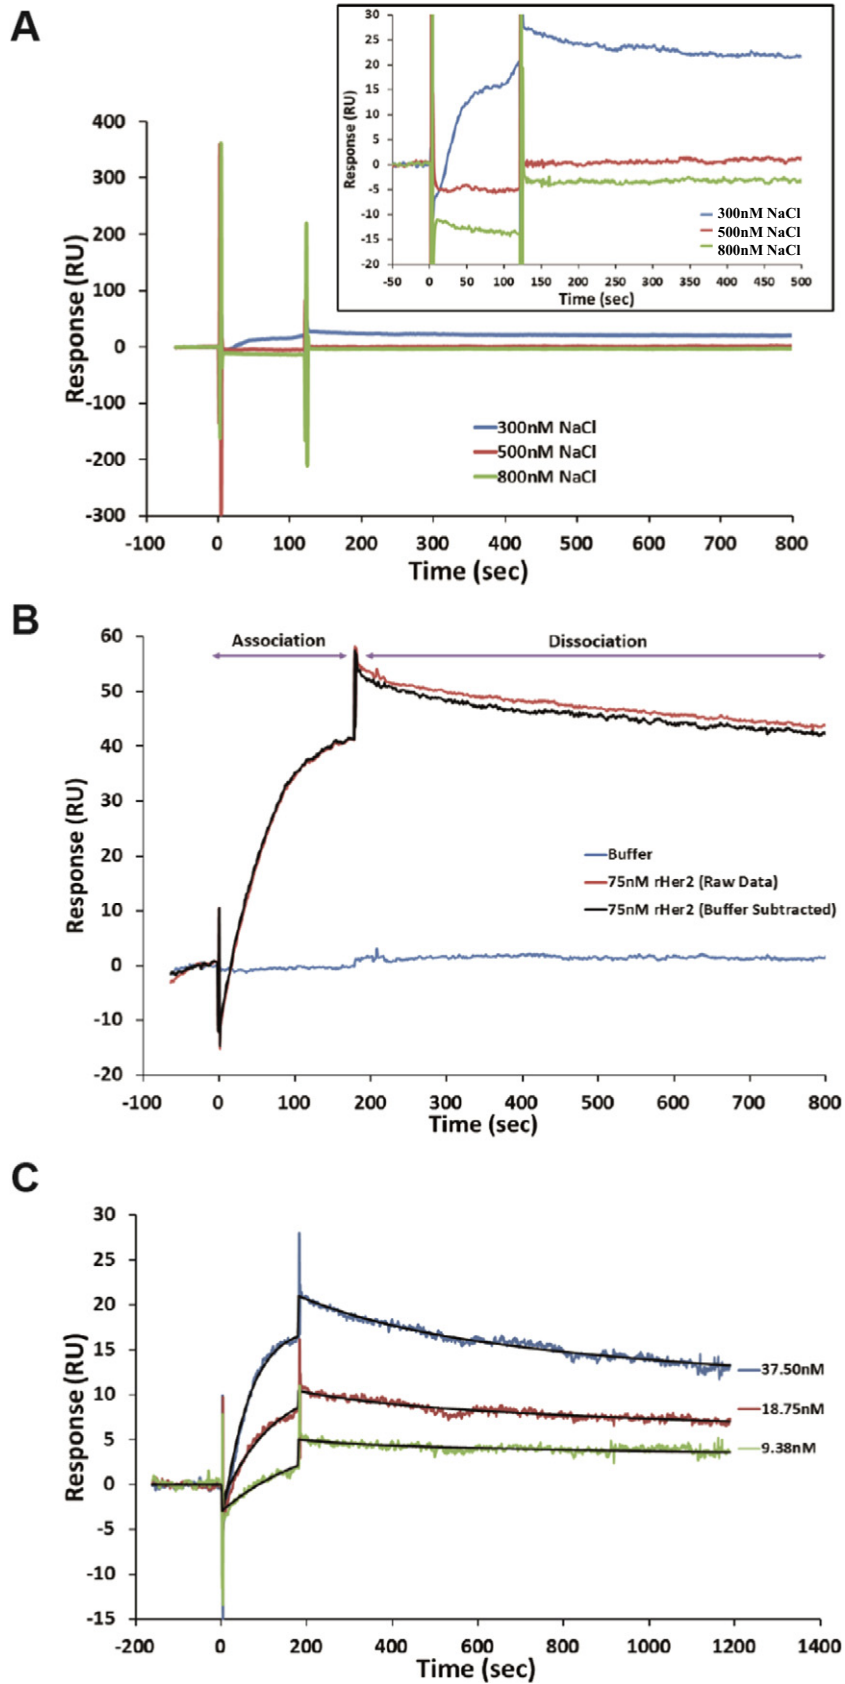 A
30
25
20
15
10
5
0
-5
-10
-15
-20
Response (RU)
300nM NaCl
500nM NaCl
800nM NaCl
-50 0 50 100 150 200 250 300 350 400 450 500
Time (sec)
400
300
200
100
0
-100
-200
-300
Response (RU)
300nM NaCl
500nM NaCl
800nM NaCl
-100 0 100 200 300 400 500 600 700 800
Time (sec)
B
60
50
40
30
20
10
0
-10
-20
Response (RU)
Association Dissociation
Buffer
75nM rHer2 (Raw Data)
75nM rHer2 (Buffer Subtracted)
-100 0 100 200 300 400 500 600 700 800
Time (sec)
C
30
25
20
15
10
5
0
-5
-10
-15
Response (RU)
37.50nM
18.75nM
9.38nM
-200 0 200 400 600 800 1000 1200 1400
Time (sec)